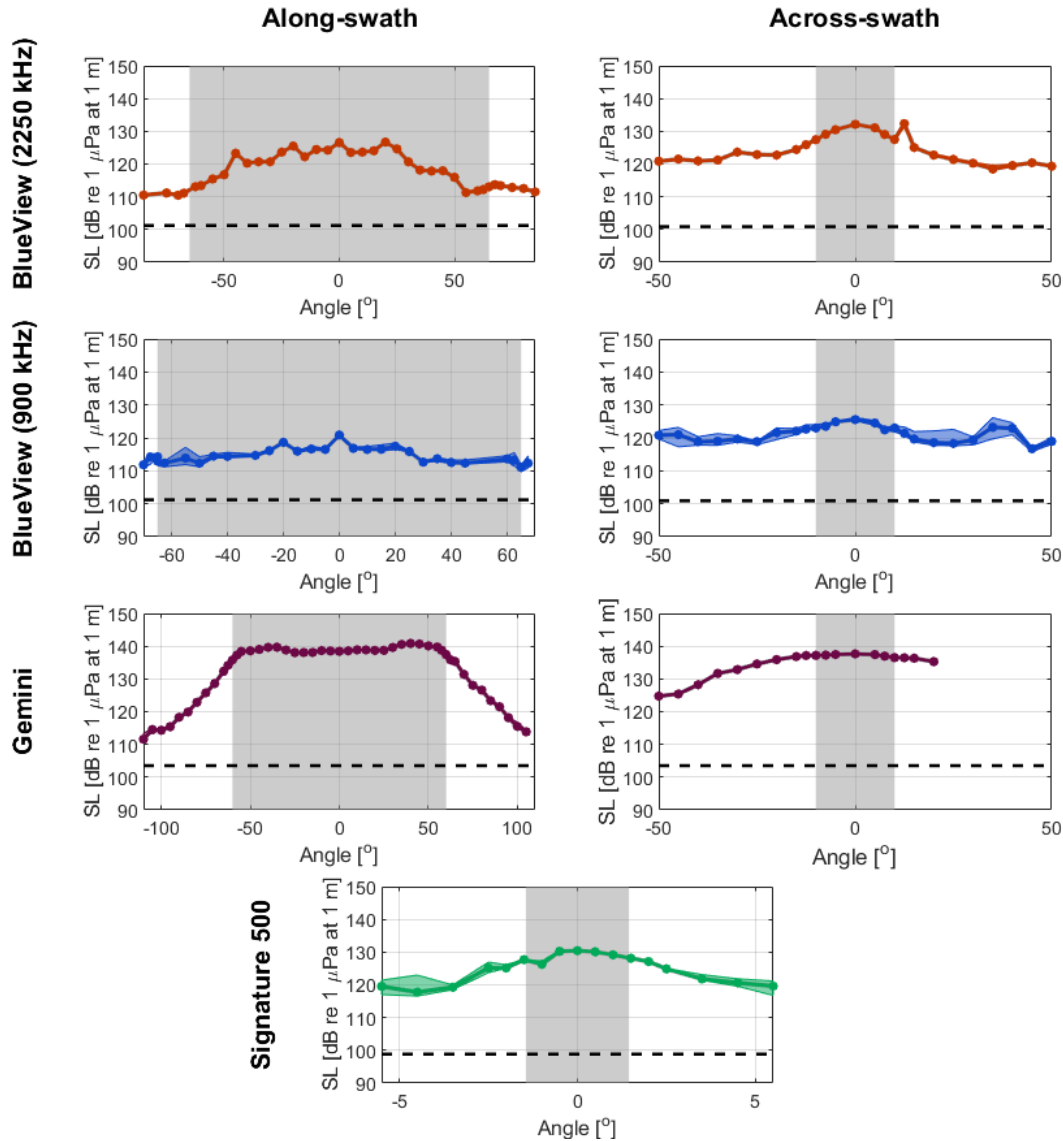 Along-swath
Across-swath
BlueView (2250 kHz)
SL [dB re 1 μPa at 1 m]
150
140
130
120
110
100
90
-50 0 50
Angle [o]
SL [dB re 1 μPa at 1 m]
150
140
130
120
110
100
90
-50 0 50
Angle [o]
BlueView (900 kHz)
SL [dB re 1 μPa at 1 m]
150
140
130
120
110
100
90
-60 -40 -20 0 20 40 60
Angle [o]
SL [dB re 1 μPa at 1 m]
150
140
130
120
110
100
90
-50 0 50
Angle [o]
Gemini
SL [dB re 1 μPa at 1 m]
150
140
130
120
110
100
90
-100 -50 0 50 100
Angle [o]
SL [dB re 1 μPa at 1 m]
150
140
130
120
110
100
90
-50 0 50
Angle [o]
Signature 500
SL [dB re 1 μPa at 1 m]
150
140
130
120
110
100
90
-5 0 5
Angle [o]